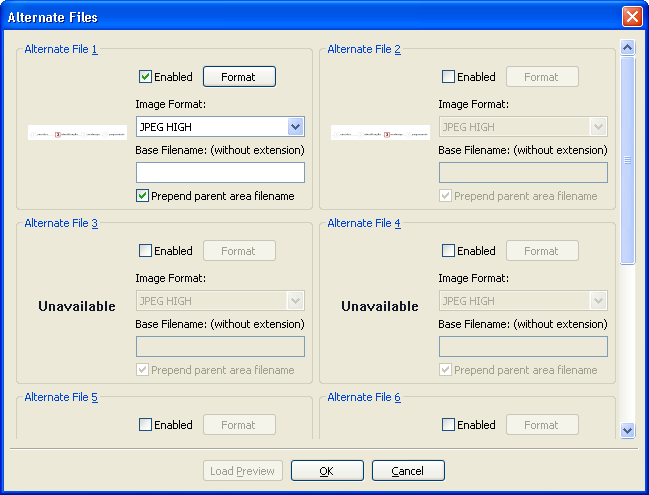 Alternate Files
Alternate File 1
Enabled
Format
Image Format:
JPEG HIGH
Base Filename: (without extension)
Prepend parent area filename
Alternate File 2
Enabled
Format
Image Format:
JPEG HIGH
Base Filename: (without extension)
Prepend parent area filename
Alternate File 3
Enabled
Format
Image Format:
Unavailable
JPEG HIGH
Base Filename: (without extension)
Prepend parent area filename
Alternate File 4
Enabled
Format
Image Format:
Unavailable
JPEG HIGH
Base Filename: (without extension)
Prepend parent area filename
Alternate File 5
Enabled
Format
Alternate File 6
Enabled
Format
Load Preview
OK
Cancel